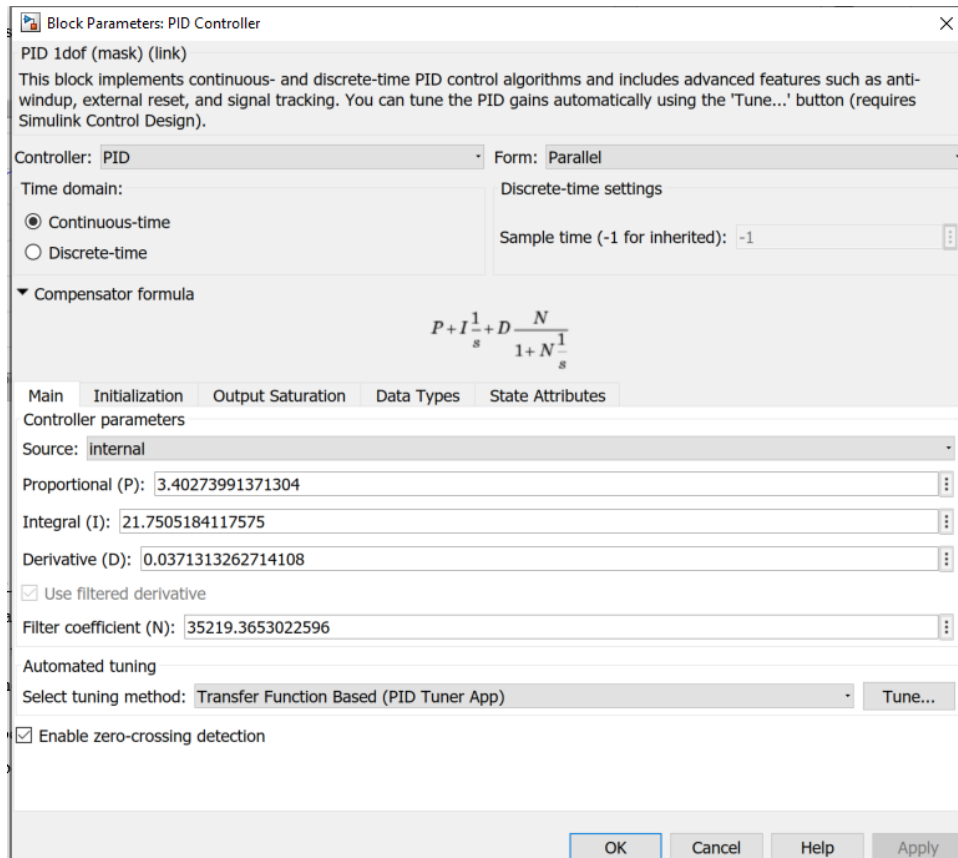 Block Parameters: PID Controller
PID 1dof (mask) (link)
This block implements continuous- and discrete-time PID control algorithms and includes advanced features such as anti-
windup, external reset, and signal tracking. You can tune the PID gains automatically using the 'Tune...' button (requires
Simulink Control Design).
Controller: PID Form: Parallel
Time domain: Discrete-time settings
Continuous-time
Discrete-time
Sample time (-1 for inherited): -1
Compensator formula
P+I\frac{1}{s}+D\frac{N}{1+N\frac{1}{s}}
Main Initialization Output Saturation Data Types State Attributes
Controller parameters
Source: internal
Proportional (P): 3.40273991371304
Integral (I): 21.7505184117575
Derivative (D): 0.0371313262714108
Use filtered derivative
Filter coefficient (N): 35219.3653022596
Automated tuning
Select tuning method: Transfer Function Based (PID Tuner App) Tune...
Enable zero-crossing detection
OK Cancel Help Apply